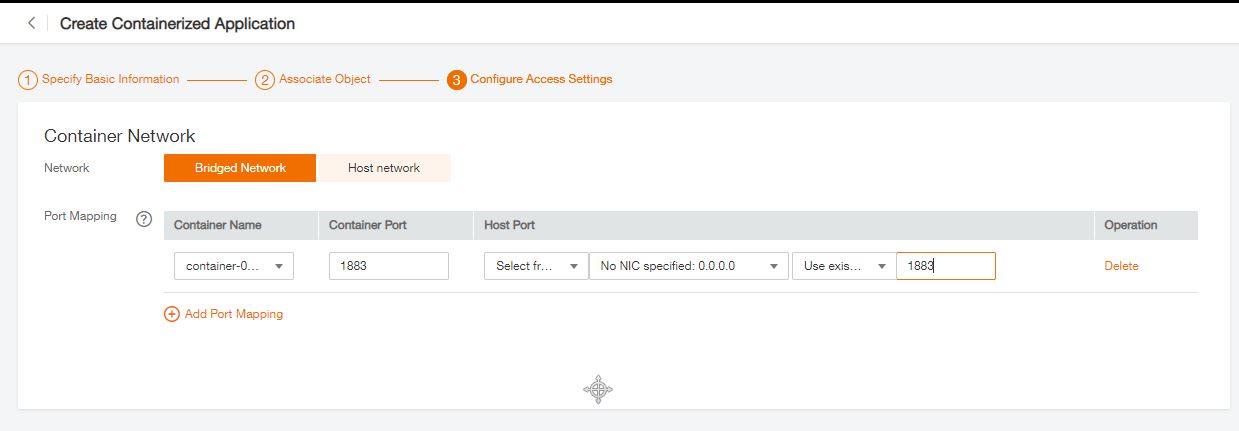 Create Containerized Application
1 Specify Basic Information 2 Associate Object 3 Configure Access Settings
Container Network
Network Bridged Network Host network
Port Mapping ? Container Name Container Port Host Port Operation
container-0... 1883 Select fr... No NIC specified: 0.0.0.0 Use exis... 1883 Delete
Add Port Mapping